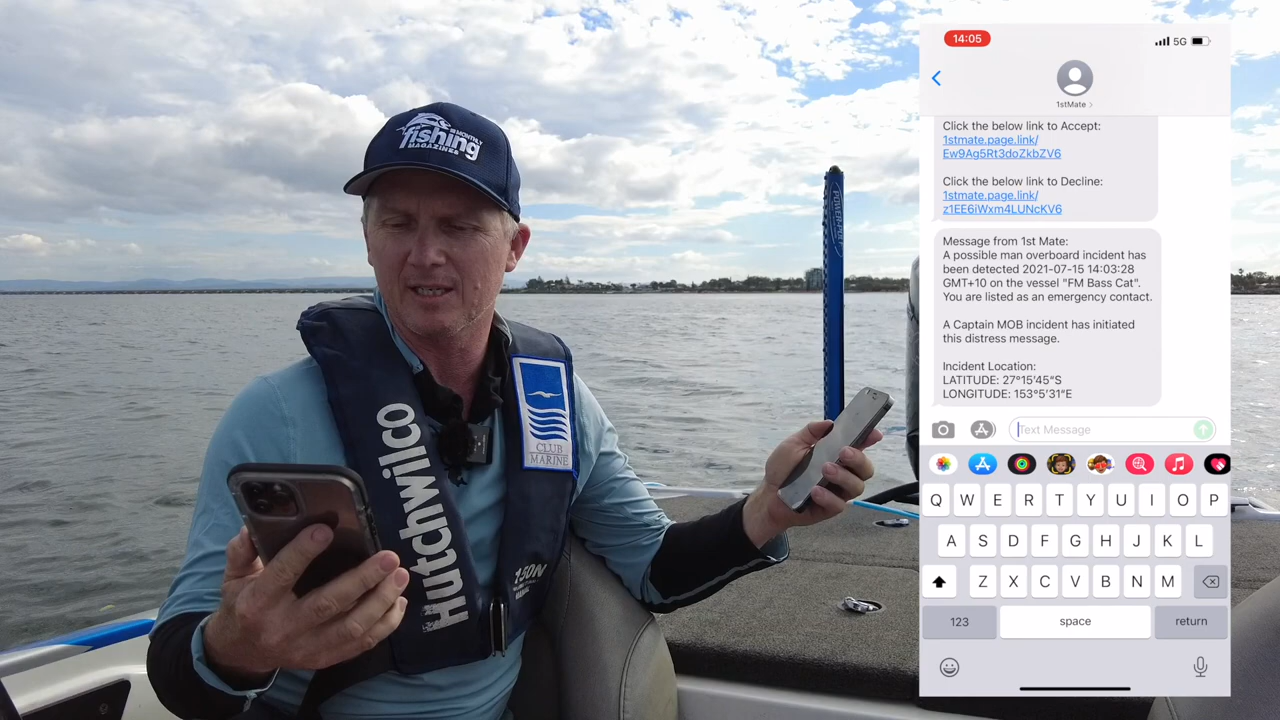 fishing
MONTHLY
MAGAZINES
Hutchwilco
150N
CLUB
MARINE
POWER-POLE
14:05
5G
1stMate >
Click the below link to Accept:
1stmate.page.link/
Ew9Ag5Rt3doZkbZV6
Click the below link to Decline:
1stmate.page.link/
z1EE6iWxm4LUNcKV6
Message from 1st Mate:
A possible man overboard incident has
been detected 2021-07-15 14:03:28
GMT+10 on the vessel "FM Bass Cat".
You are listed as an emergency contact.
A Captain MOB incident has initiated
this distress message.
Incident Location:
LATITUDE: 27°15'45"S
LONGITUDE: 153°5'31"E
Text Message
Q W E R T Y U I O P
A S D F G H J K L
Z X C V B N M
123 space return